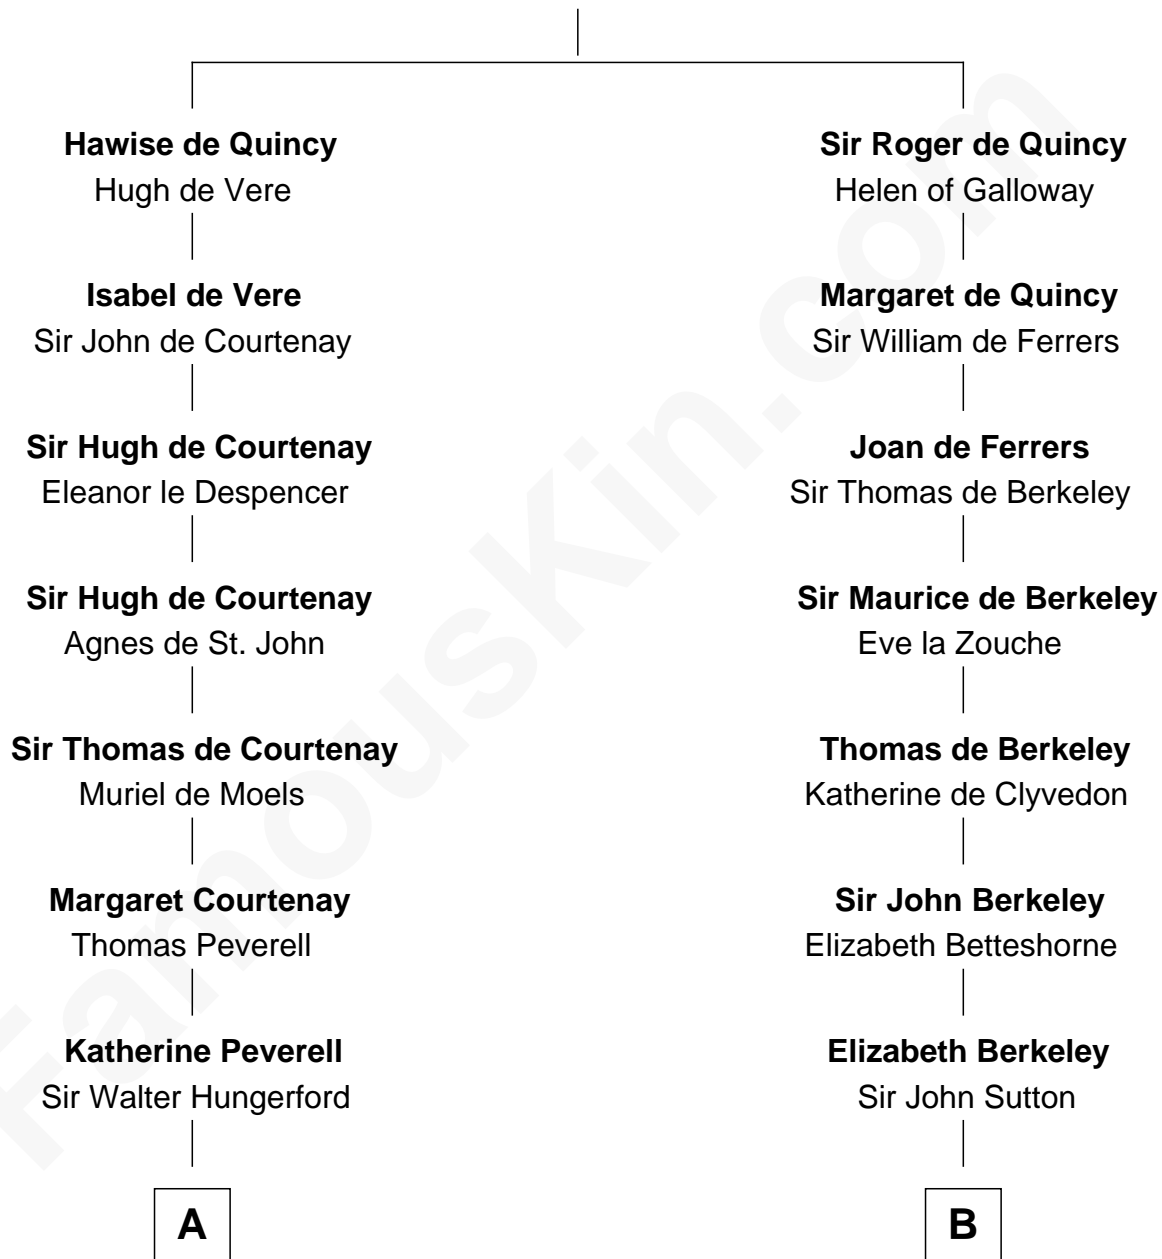 Hawise de Quincy
Hugh de Vere
Isabel de Vere
Sir John de Courtenay
Sir Hugh de Courtenay
Eleanor le Despencer
Sir Hugh de Courtenay
Agnes de St. John
Sir Thomas de Courtenay
Muriel de Moels
Margaret Courtenay
Thomas Peverell
Katherine Peverell
Sir Walter Hungerford
A
Sir Roger de Quincy
Helen of Galloway
Margaret de Quincy
Sir William de Ferrers
Joan de Ferrers
Sir Thomas de Berkeley
Sir Maurice de Berkeley
Eve la Zouche
Thomas de Berkeley
Katherine de Clyvedon
Sir John Berkeley
Elizabeth Betteshorne
Elizabeth Berkeley
Sir John Sutton
B
FamousKin.com